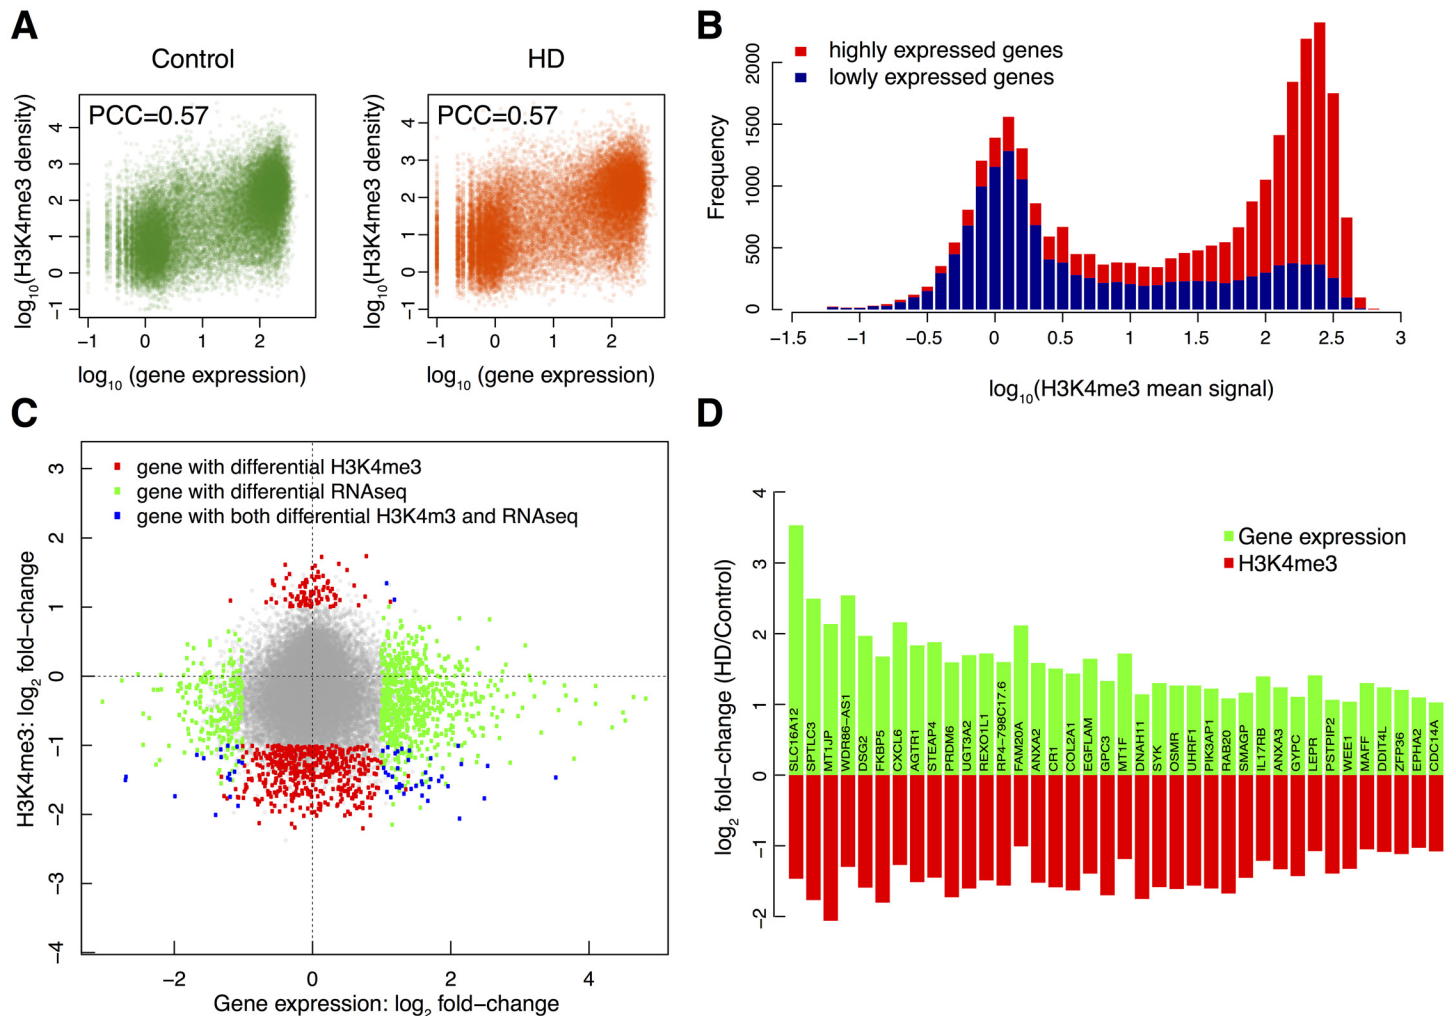 A
Control
HD
PCC=0.57
PCC=0.57
log10(H3K4me3 density)
4
3
2
1
0
−1
−1 0 1 2
log10 (gene expression)
log10(H3K4me3 density)
4
3
2
1
0
−1
−1 0 1 2
log10 (gene expression)
B
highly expressed genes
lowly expressed genes
Frequency
2000
1500
1000
500
0
−1.5 −1 −0.5 0 0.5 1 1.5 2 2.5 3
log10(H3K4me3 mean signal)
C
gene with differential H3K4me3
gene with differential RNAseq
gene with both differential H3K4m3 and RNAseq
H3K4me3: log2 fold−change
3
2
1
0
−1
−2
−3
−4
−2 0 2 4
Gene expression: log2 fold−change
D
Gene expression
H3K4me3
log2 fold−change (HD/Control)
4
3
2
1
0
−1
−2
SLC16A12
SPTLC3
MT1JP
WDR86−AS1
DSG2
FKBP5
CXCL6
AGTR1
STEAP4
PRDM6
UGT3A2
REXO1L1
RP4−798C17.6
FAM20A
ANXA2
CR1
COL2A1
EGFLAM
GPC3
MT1F
DNAH11
SYK
OSMR
UHRF1
PIK3AP1
RAB20
SMAGP
IL17RB
ANXA3
GYPC
LEPR
PSTPIP2
WEE1
MAFF
DDIT4L
ZFP36
EPHA2
CDC14A